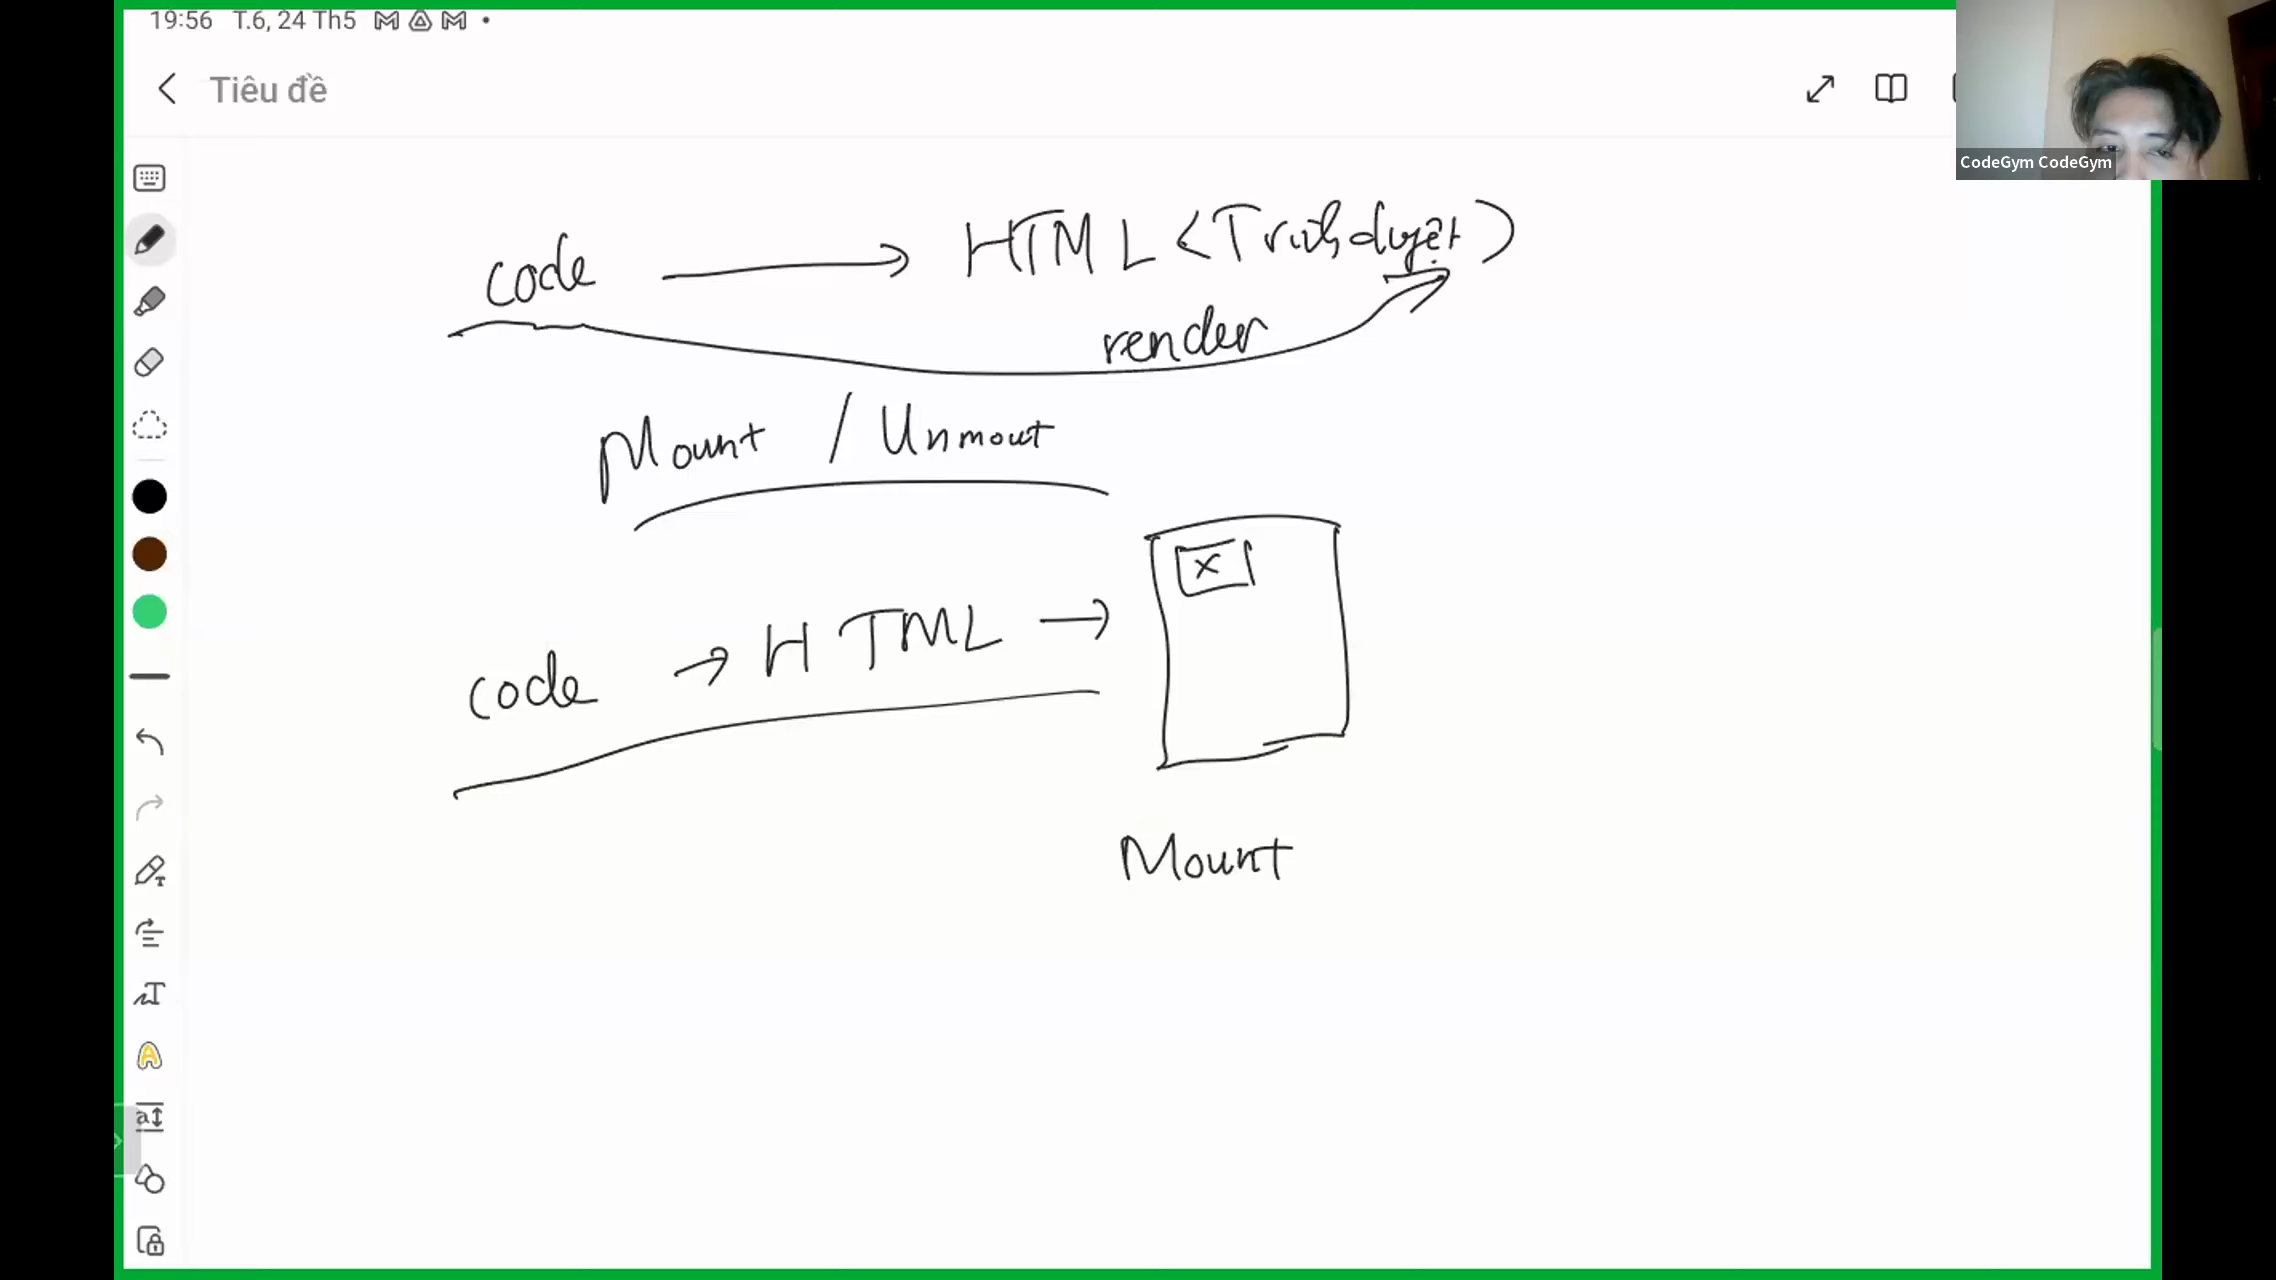 19:56 T.6, 24 Th5
Tiêu đề
CodeGym CodeGym
code → HTML (Trình duyệt)
render
Mount / Unmout
code → HTML →
x
Mount